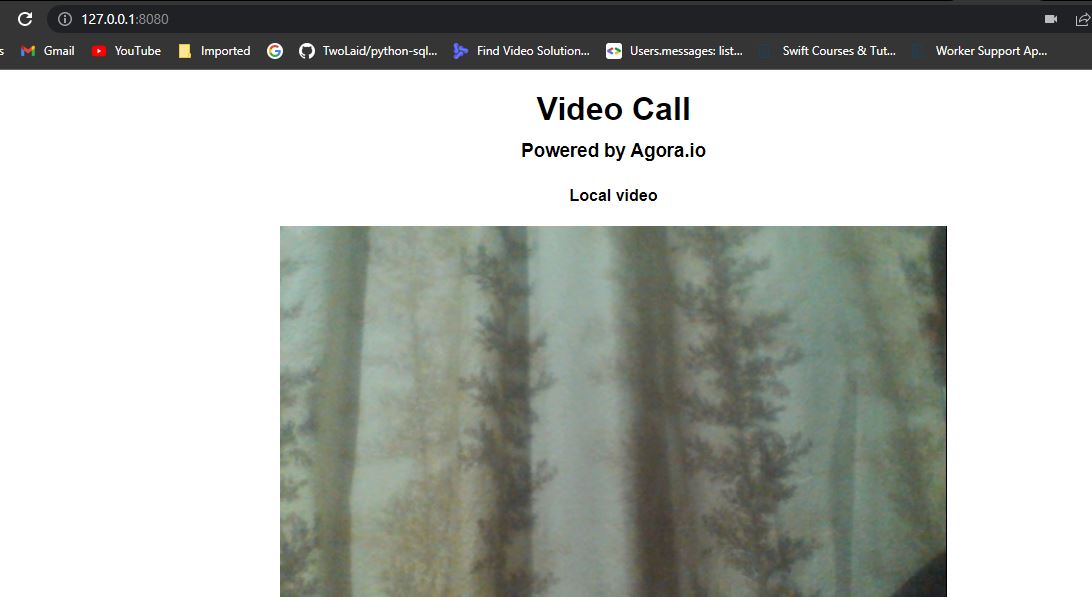 127.0.0.1:8080
s Gmail YouTube Imported TwoLaid/python-sql... Find Video Solution... Users.messages: list... Swift Courses & Tut... Worker Support Ap...
Video Call
Powered by Agora.io
Local video